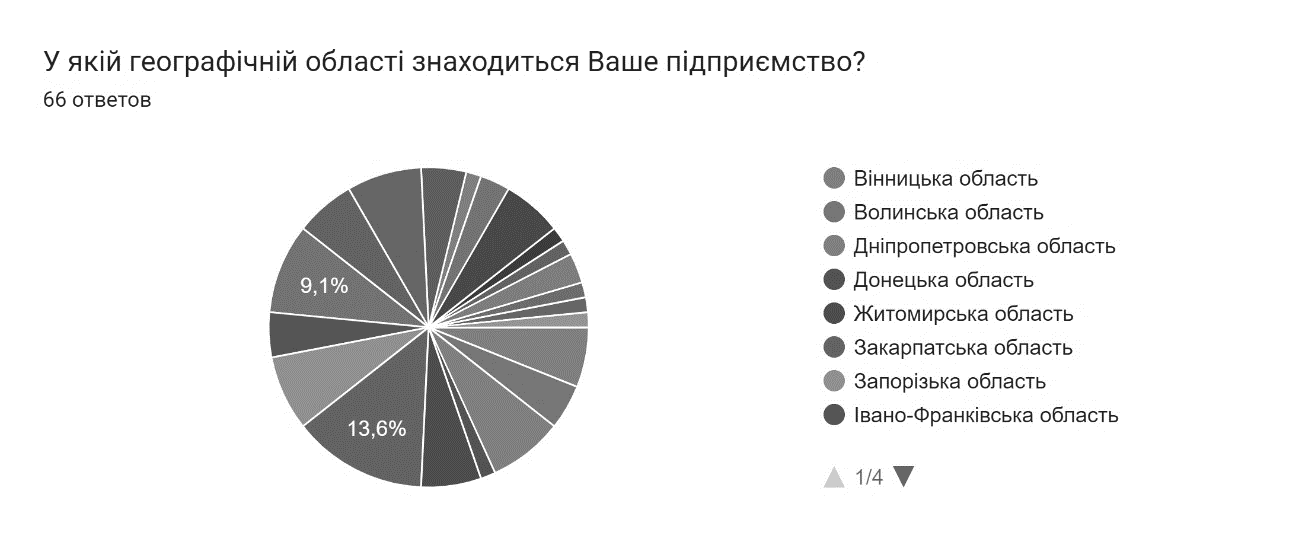 У якій географічній області знаходиться Ваше підприємство?
66 ответов
9,1%
13,6%
Вінницька область
Волинська область
Дніпропетровська область
Донецька область
Житомирська область
Закарпатська область
Запорізька область
Івано-Франківська область
1/4